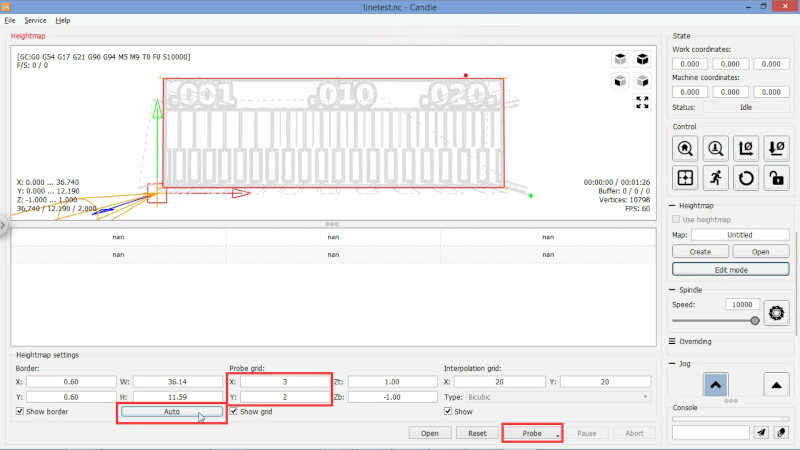 linetest.nc - Candle
File Service Help
Heightmap
[GC:G0 G54 G17 G21 G90 G94 M5 M9 T0 F0 S10000]
F/S: 0 / 0
.001 .010 .020
X: 0.000 ... 36.740
Y: 0.000 ... 12.190
Z: -1.000 ... 1.000
36.740 / 12.190 / 2.000
00:00:00 / 00:01:26
Buffer: 0 / 0 / 0
Vertices: 10798
FPS: 60
nan nan nan
nan nan nan
Heightmap settings
Border: Probe grid: Interpolation grid:
X: 0.60 W: 36.14 X: 3 Zt: 1.00 X: 20 Y: 20
Y: 0.60 H: 11.59 Y: 2 Zb: -1.00 Type: Bicubic
Show border Auto Show grid Show
Open Reset Probe Pause Abort
State
Work coordinates:
0.000 0.000 0.000
Machine coordinates:
0.000 0.000 0.000
Status: Idle
Control
Heightmap
Use heightmap
Map: Untitled
Create Open
Edit mode
Spindle
Speed: 10000
Overriding
Jog
Console